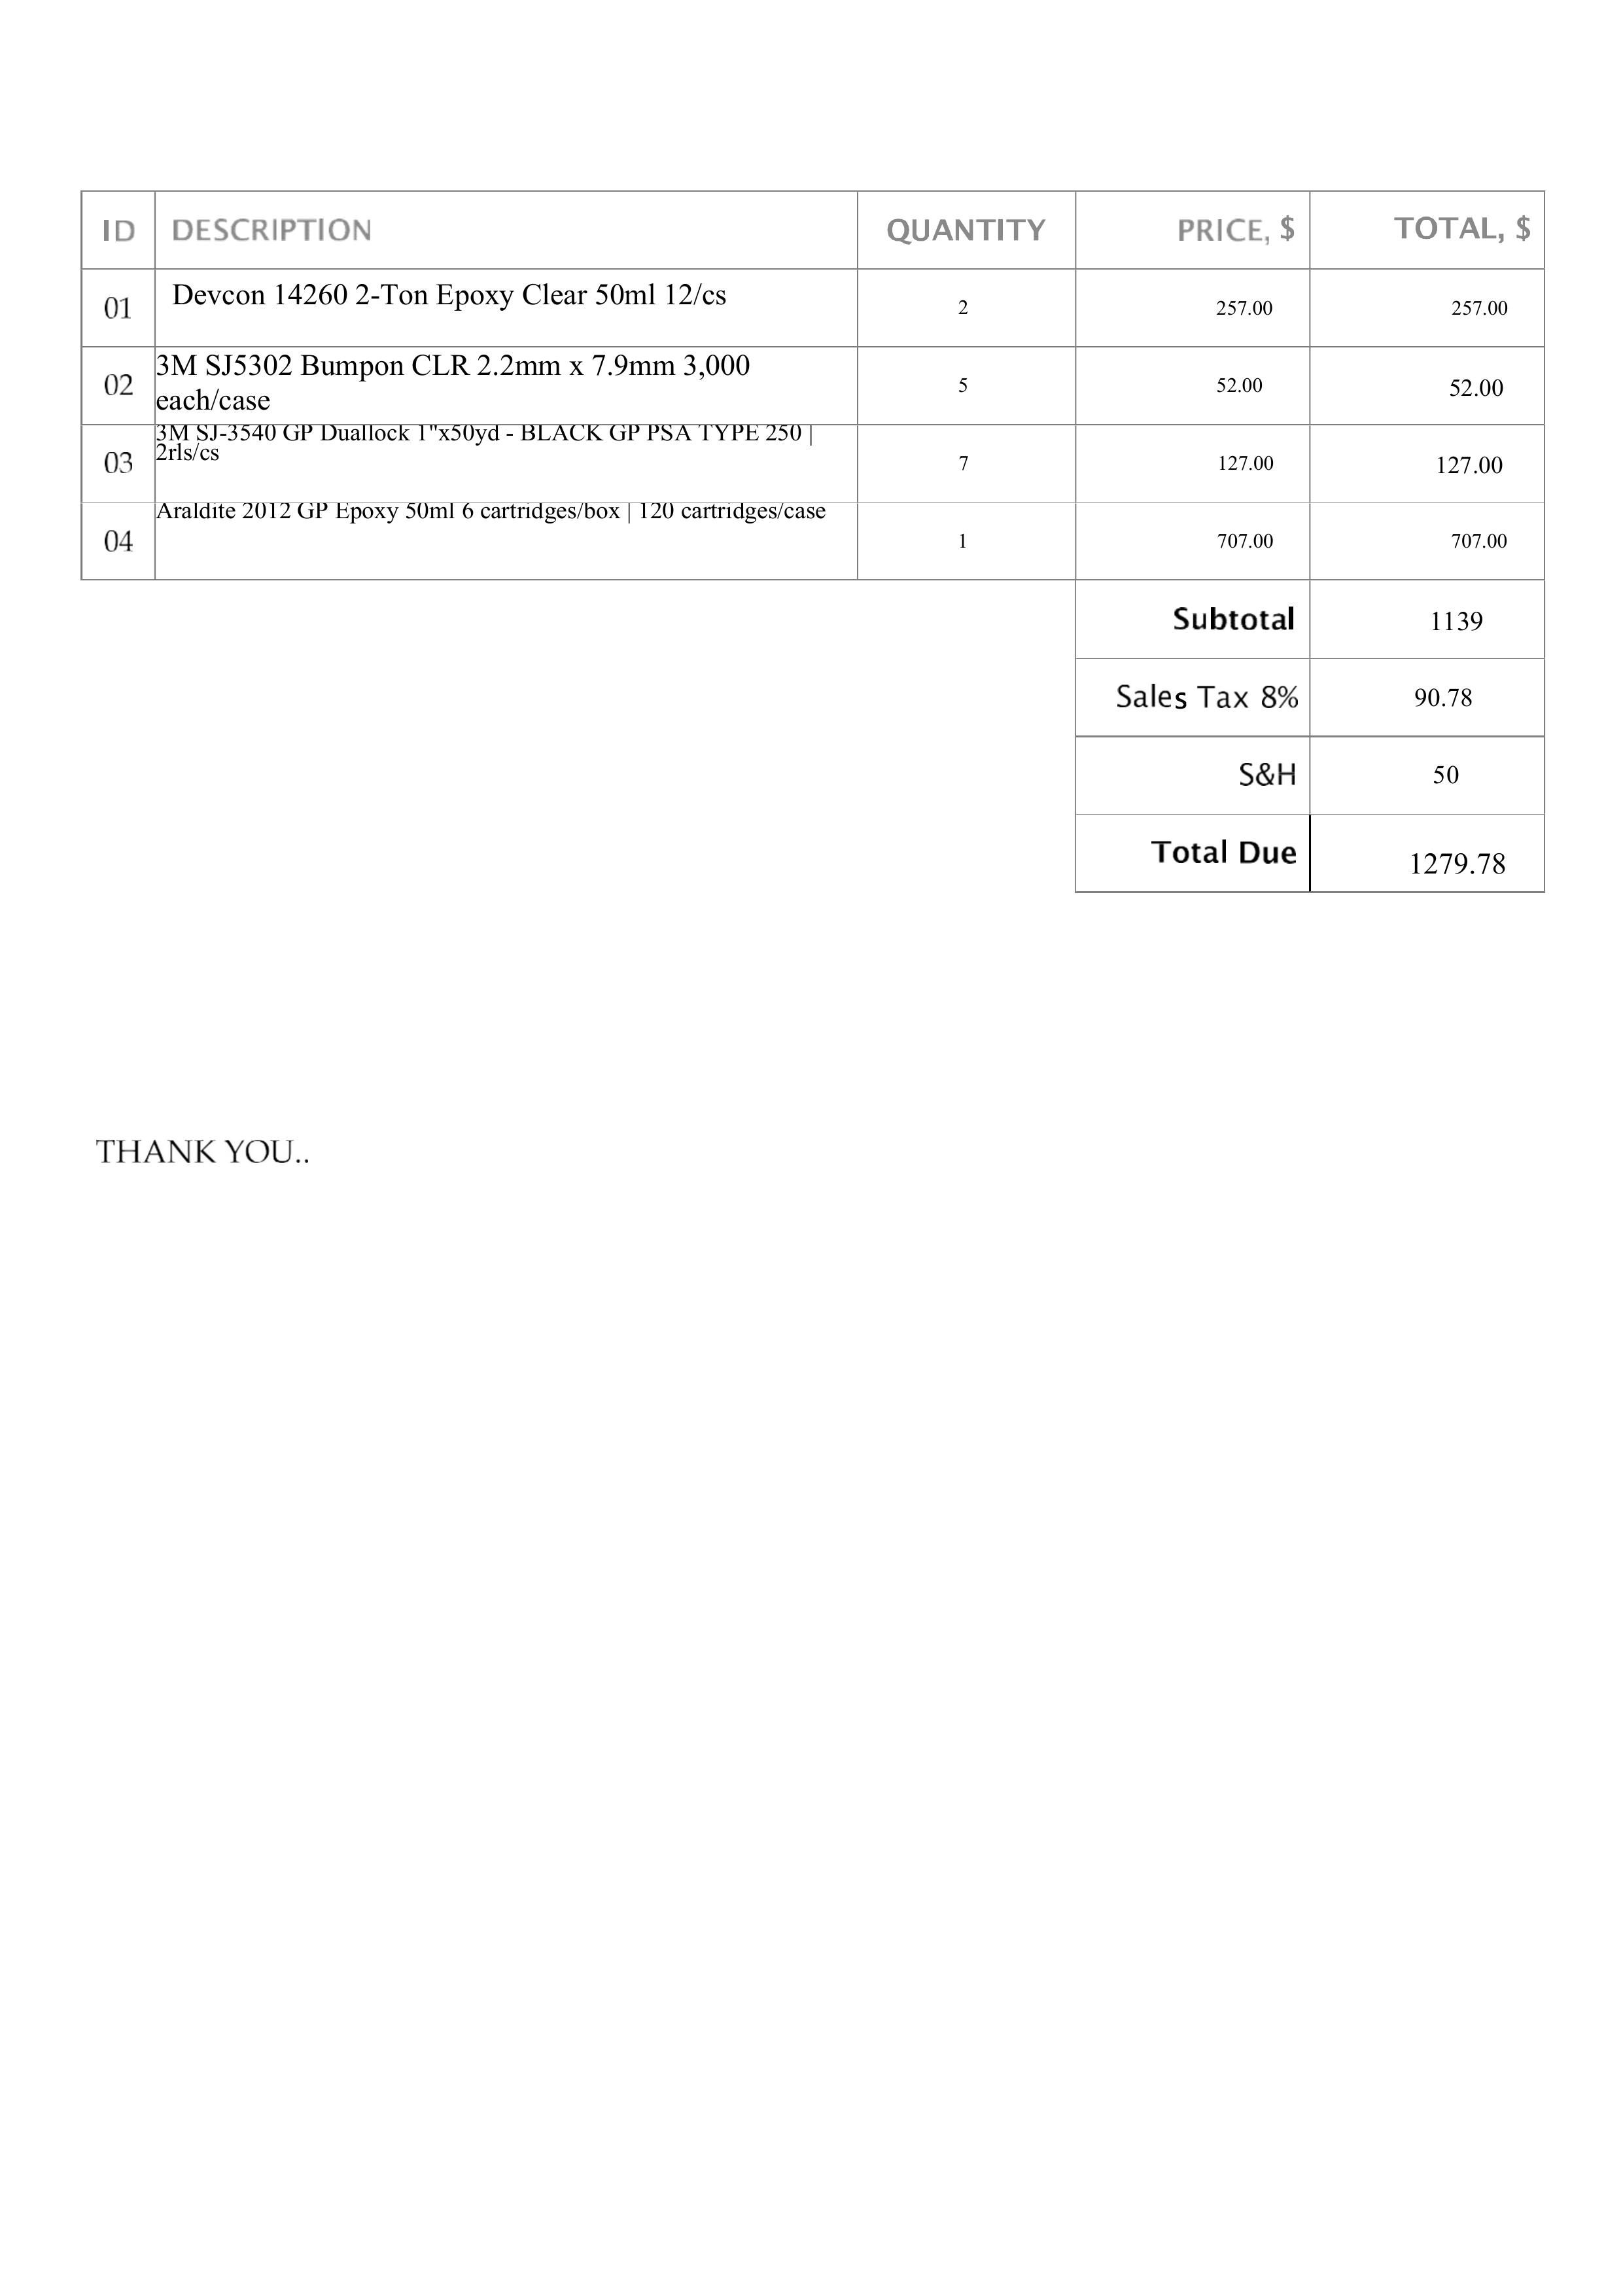 ID DESCRIPTION QUANTITY PRICE, $ TOTAL, $
01 Devcon 14260 2-Ton Epoxy Clear 50ml 12/cs 2 257.00 257.00
02 3M SJ5302 Bumpon CLR 2.2mm x 7.9mm 3,000
each/case 5 52.00 52.00
03 3M SJ-3540 GP Duallock 1"x50yd - BLACK GP PSA TYPE 250 |
2rls/cs 7 127.00 127.00
04 Araldite 2012 GP Epoxy 50ml 6 cartridges/box | 120 cartridges/case 1 707.00 707.00
Subtotal 1139
Sales Tax 8% 90.78
S&H 50
Total Due 1279.78
THANK YOU..